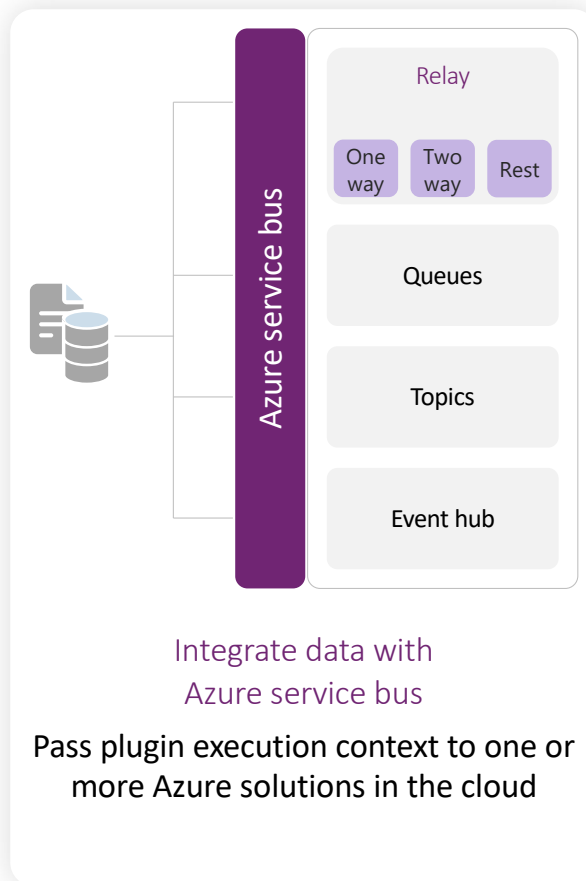 Relay
One
way
Two
way
Rest
Azure service bus
Queues
Topics
Event hub
Integrate data with
Azure service bus
Pass plugin execution context to one or
more Azure solutions in the cloud